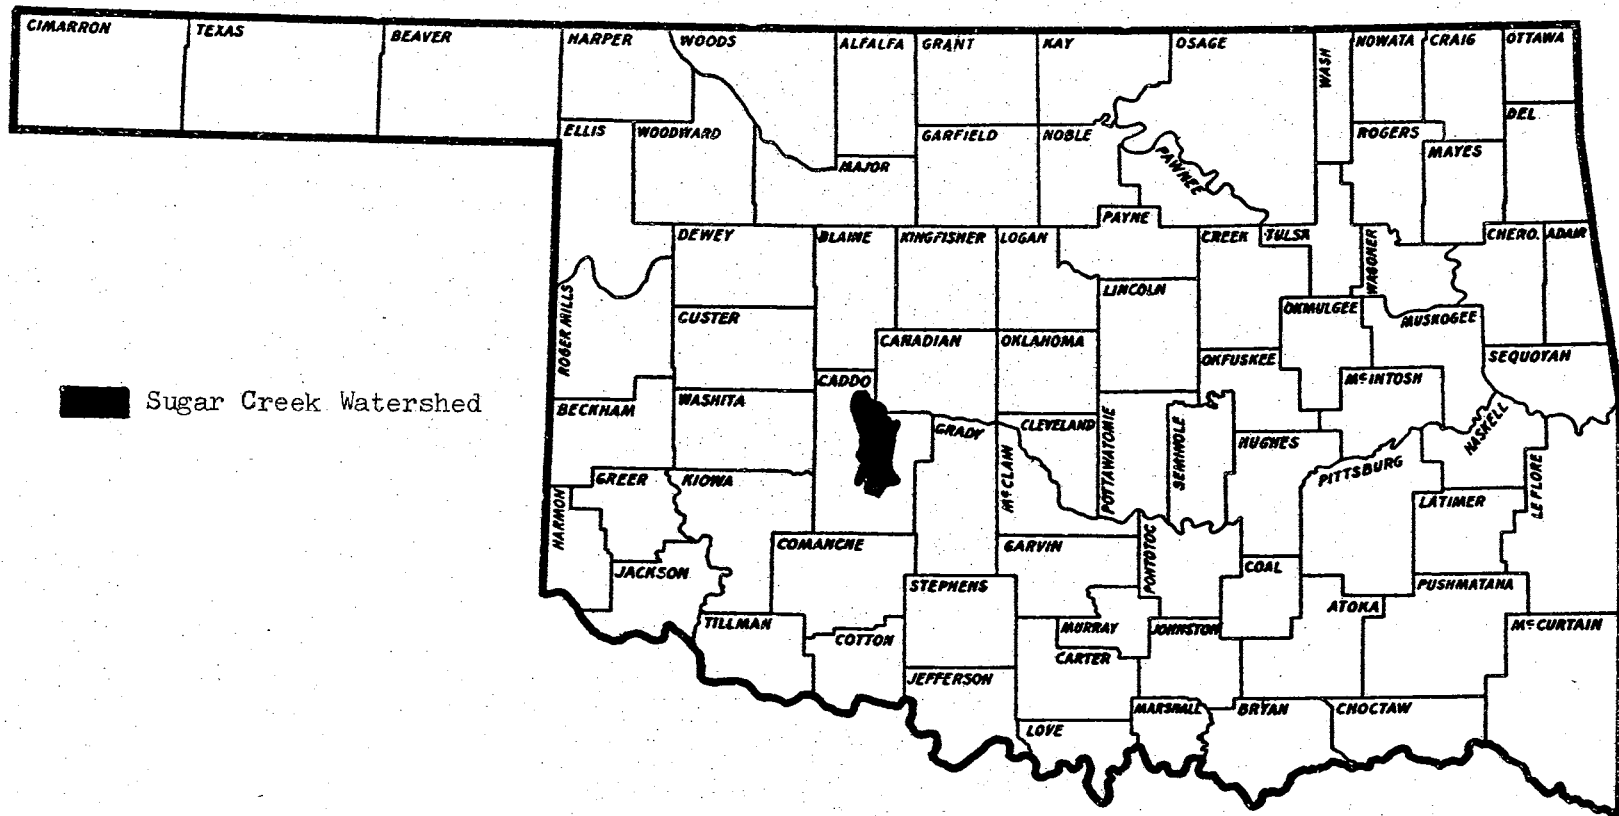 CIMARRON
TEXAS
BEAVER
HARPER
WOODS
ALFALFA
GRANT
KAY
OSAGE
WASH
NOWATA
CRAIG
OTTAWA
ELLIS
WOODWARD
MAJOR
GARFIELD
NOBLE
PAWNEE
ROGERS
MAYES
DEL
DEWEY
BLAINE
KINGFISHER
LOGAN
PAYNE
CREEK
TULSA
WAGONER
CHERO.
ADAIR
ROGER MILLS
CUSTER
CANADIAN
OKLAHOMA
LINCOLN
OKFUSKEE
OKMULGEE
MUSKOGEE
SEQUOYAH
Sugar Creek Watershed
BECKHAM
WASHITA
CADDO
GRADY
CLEVELAND
McCLAIN
POTTAWATOMIE
SEMINOLE
HUGHES
McINTOSH
PITTSBURG
HASKELL
LE FLORE
HARMON
GREER
KIOWA
LATIMER
JACKSON
COMANCHE
STEPHENS
GARVIN
PONTOTOC
COAL
ATOKA
PUSHMATAHA
TILLMAN
COTTON
JEFFERSON
MURRAY
CARTER
JOHNSTON
McCURTAIN
LOVE
MARSHALL
BRYAN
CHOCTAW